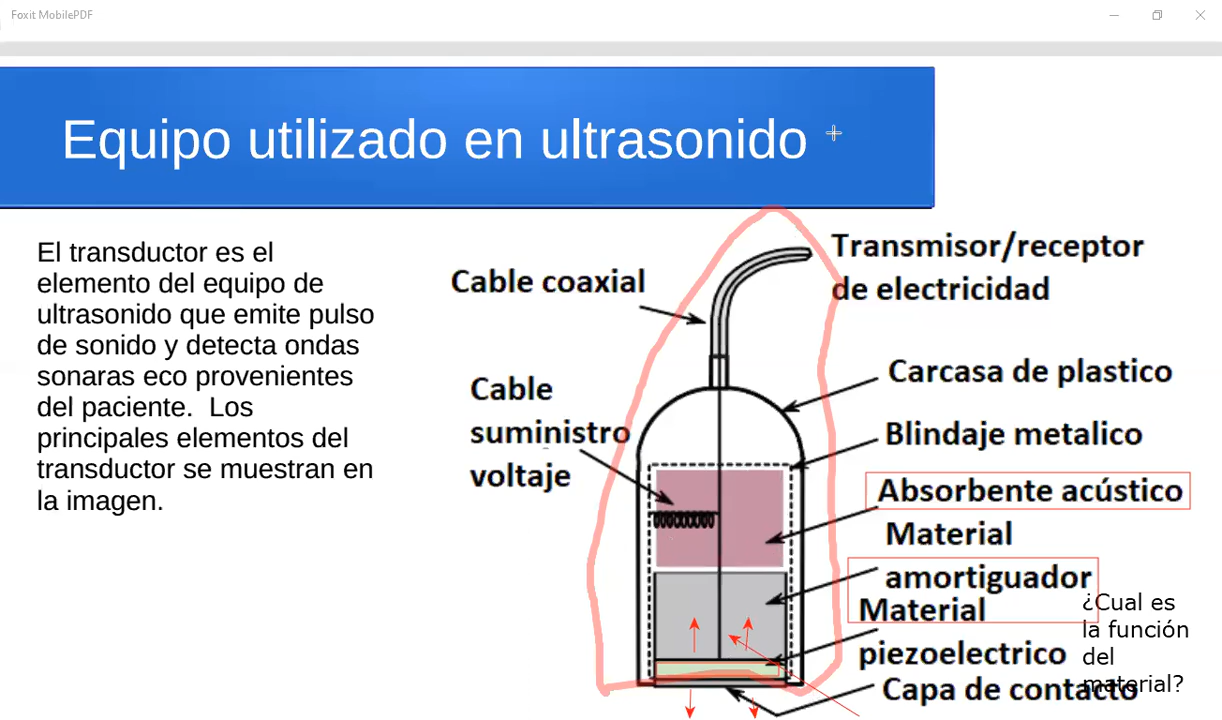 Foxit MobilePDF
Equipo utilizado en ultrasonido
El transductor es el
elemento del equipo de
ultrasonido que emite pulso
de sonido y detecta ondas
sonaras eco provenientes
del paciente.  Los
principales elementos del
transductor se muestran en
la imagen.
Cable coaxial
Cable
suministro
voltaje
Transmisor/receptor
de electricidad
Carcasa de plastico
Blindaje metalico
Absorbente acústico
Material
amortiguador
Material
piezoelectrico
Capa de contacto
¿Cual es
la función
del
material?